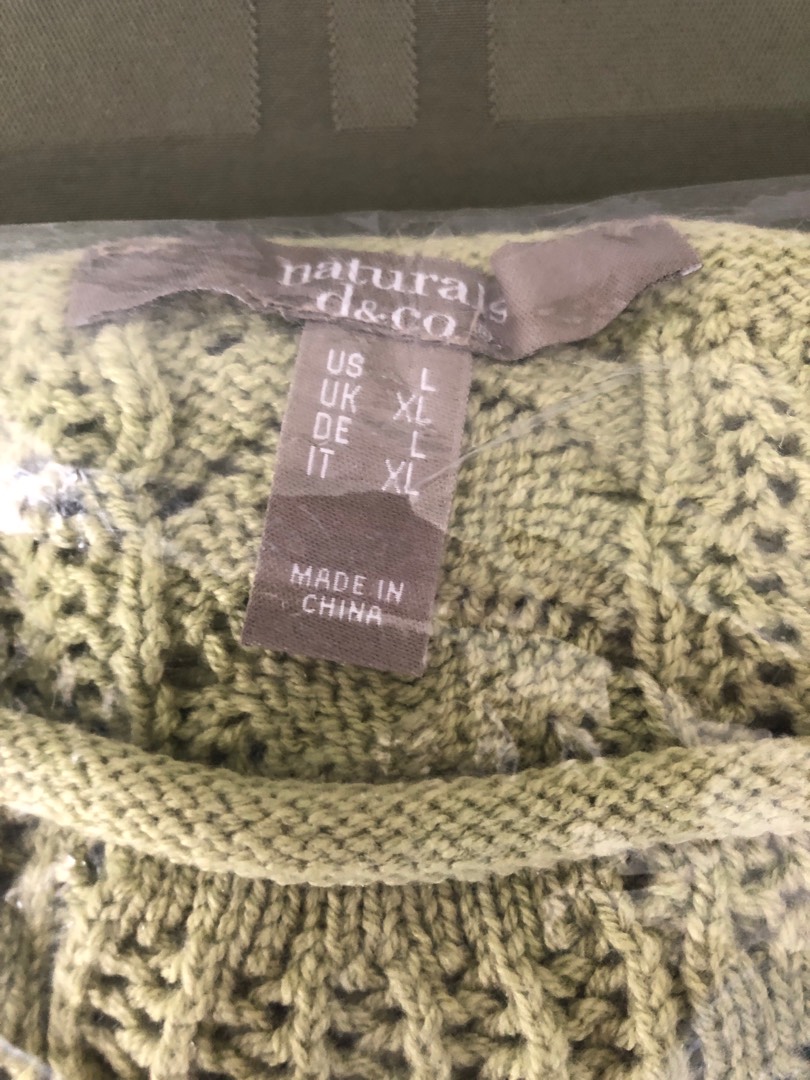 naturals
d&co
US L
UK XL
DE L
IT XL
MADE IN
CHINA